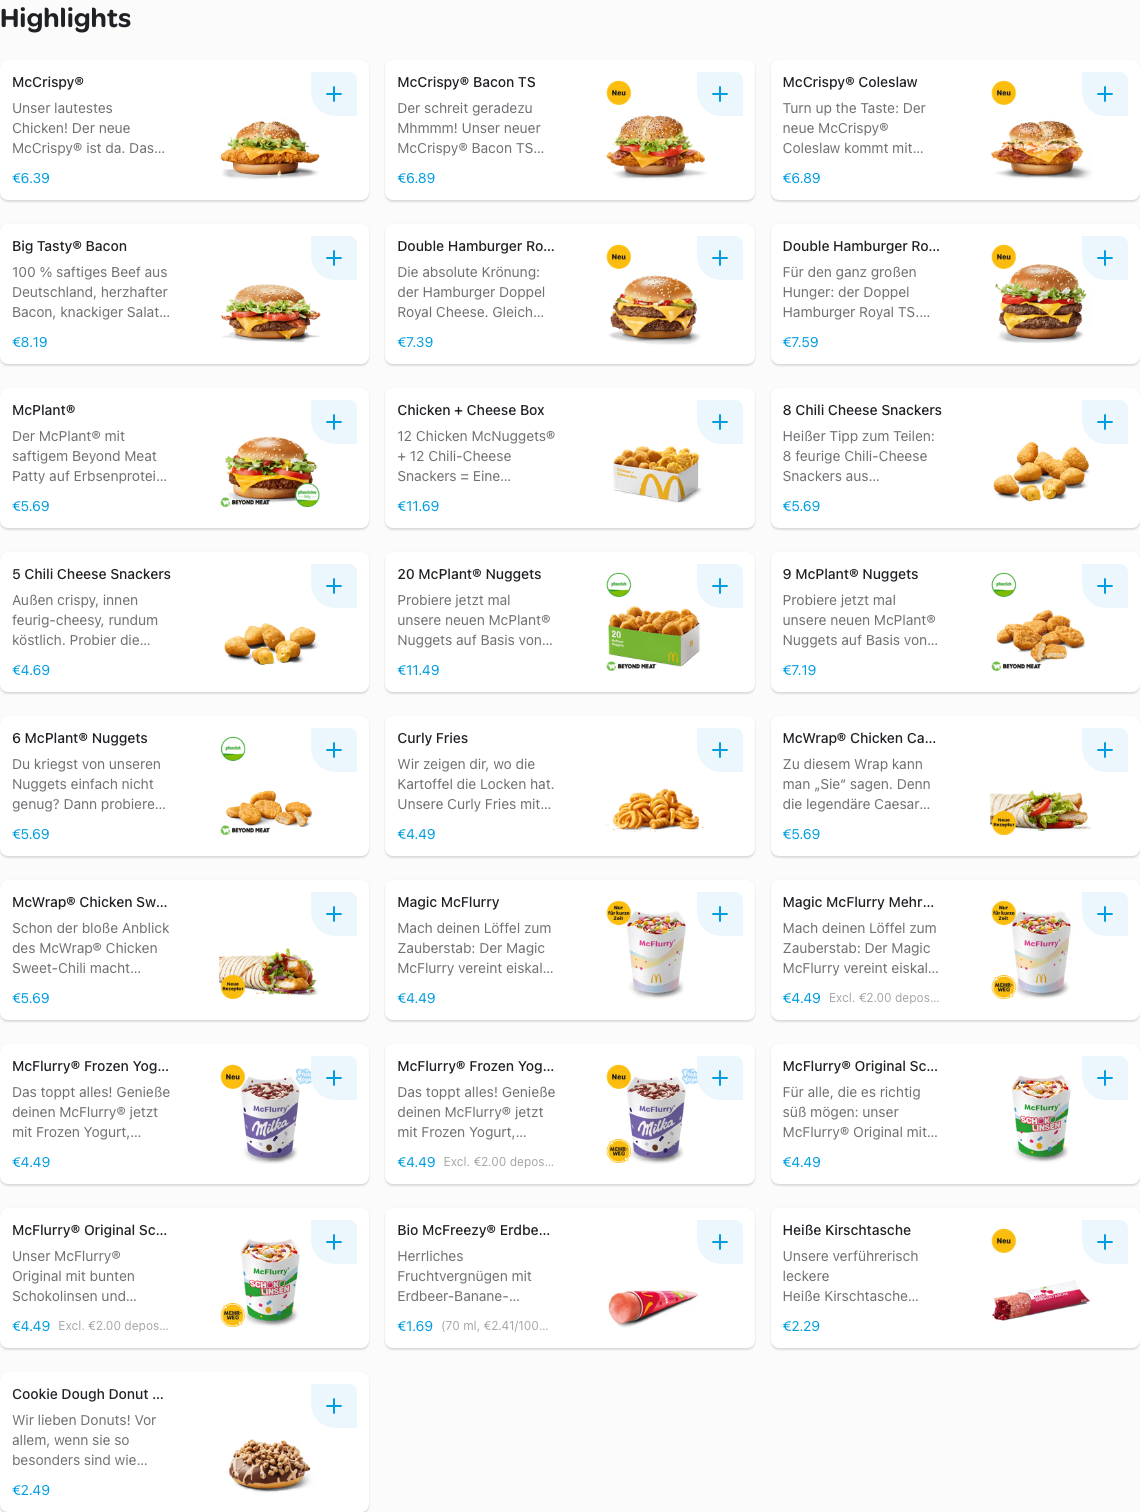 Highlights
McCrispy®
Unser lautestes
Chicken! Der neue
McCrispy® ist da. Das...
€6.39
McCrispy® Bacon TS
Der schreit geradezu
Mhmmm! Unser neuer
McCrispy® Bacon TS...
€6.89
Neu
McCrispy® Coleslaw
Turn up the Taste: Der
neue McCrispy®
Coleslaw kommt mit...
€6.89
Neu
Big Tasty® Bacon
100 % saftiges Beef aus
Deutschland, herzhafter
Bacon, knackiger Salat...
€8.19
Double Hamburger Ro...
Die absolute Krönung:
der Hamburger Doppel
Royal Cheese. Gleich...
€7.39
Neu
Double Hamburger Ro...
Für den ganz großen
Hunger: der Doppel
Hamburger Royal TS....
€7.59
Neu
McPlant®
Der McPlant® mit
saftigem Beyond Meat
Patty auf Erbsenprotei...
€5.69
BEYOND MEAT
Chicken + Cheese Box
12 Chicken McNuggets®
+ 12 Chili-Cheese
Snackers = Eine...
€11.69
8 Chili Cheese Snackers
Heißer Tipp zum Teilen:
8 feurige Chili-Cheese
Snackers aus...
€5.69
5 Chili Cheese Snackers
Außen crispy, innen
feurig-cheesy, rundum
köstlich. Probier die...
€4.69
20 McPlant® Nuggets
Probiere jetzt mal
unsere neuen McPlant®
Nuggets auf Basis von...
€11.49
20
BEYOND MEAT
9 McPlant® Nuggets
Probiere jetzt mal
unsere neuen McPlant®
Nuggets auf Basis von...
€7.19
BEYOND MEAT
6 McPlant® Nuggets
Du kriegst von unseren
Nuggets einfach nicht
genug? Dann probiere...
€5.69
BEYOND MEAT
Curly Fries
Wir zeigen dir, wo die
Kartoffel die Locken hat.
Unsere Curly Fries mit...
€4.49
McWrap® Chicken Ca...
Zu diesem Wrap kann
man „Sie“ sagen. Denn
die legendäre Caesar...
€5.69
Neue
Rezeptur
McWrap® Chicken Sw...
Schon der bloße Anblick
des McWrap® Chicken
Sweet-Chili macht...
€5.69
Neue
Rezeptur
Magic McFlurry
Mach deinen Löffel zum
Zauberstab: Der Magic
McFlurry vereint eiskal...
€4.49
Nur
für kurze
Zeit
McFlurry®
Magic McFlurry Mehr...
Mach deinen Löffel zum
Zauberstab: Der Magic
McFlurry vereint eiskal...
€4.49 Excl. €2.00 depos...
Nur
für kurze
Zeit
McFlurry®
MEHR-
WEG
McFlurry® Frozen Yog...
Das toppt alles! Genieße
deinen McFlurry® jetzt
mit Frozen Yogurt,...
€4.49
Neu
McFlurry®
Milka
McFlurry® Frozen Yog...
Das toppt alles! Genieße
deinen McFlurry® jetzt
mit Frozen Yogurt,...
€4.49 Excl. €2.00 depos...
Neu
McFlurry®
Milka
MEHR-
WEG
McFlurry® Original Sc...
Für alle, die es richtig
süß mögen: unser
McFlurry® Original mit...
€4.49
McFlurry®
SCHOKO
LINSEN
McFlurry® Original Sc...
Unser McFlurry®
Original mit bunten
Schokolinsen und...
€4.49 Excl. €2.00 depos...
McFlurry®
SCHOKO
LINSEN
MEHR-
WEG
Bio McFreezy® Erdbe...
Herrliches
Fruchtvergnügen mit
Erdbeer-Banane-...
€1.69 (70 ml, €2.41/100...
Heiße Kirschtasche
Unsere verführerisch
leckere
Heiße Kirschtasche...
€2.29
Neu
Cookie Dough Donut ...
Wir lieben Donuts! Vor
allem, wenn sie so
besonders sind wie...
€2.49